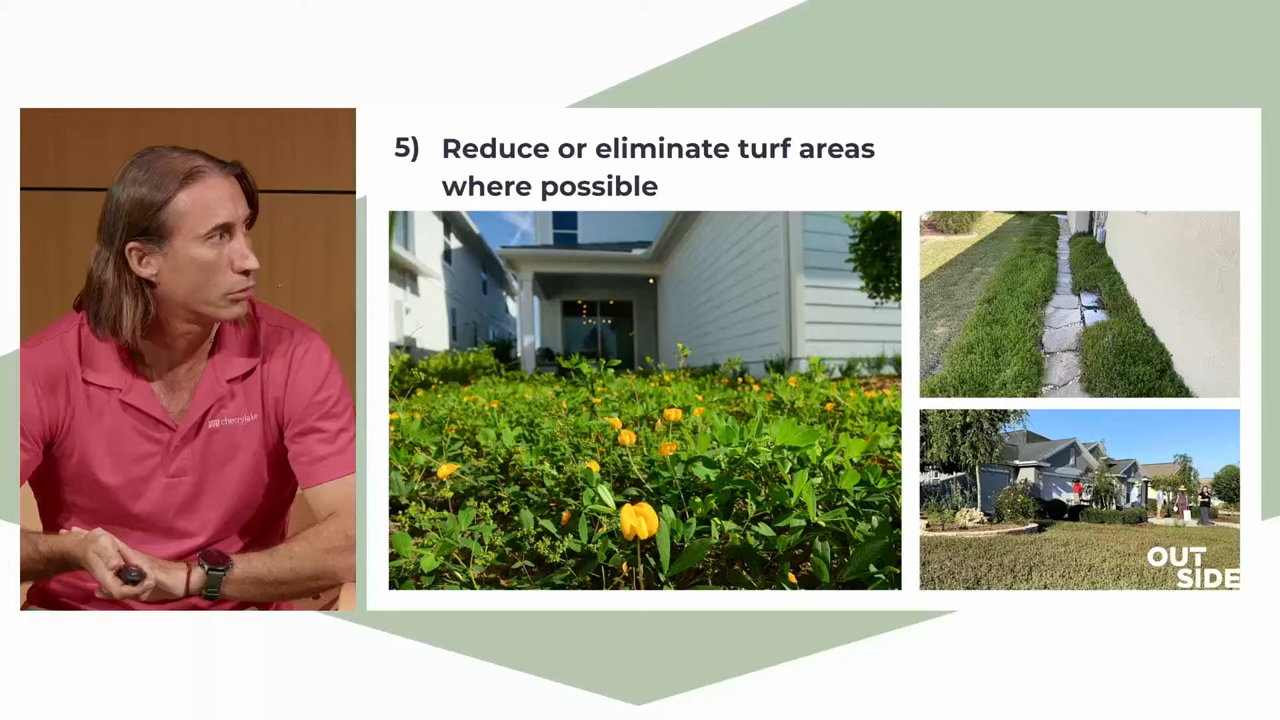 5) Reduce or eliminate turf areas
where possible
cherrylake
OUT
SIDE